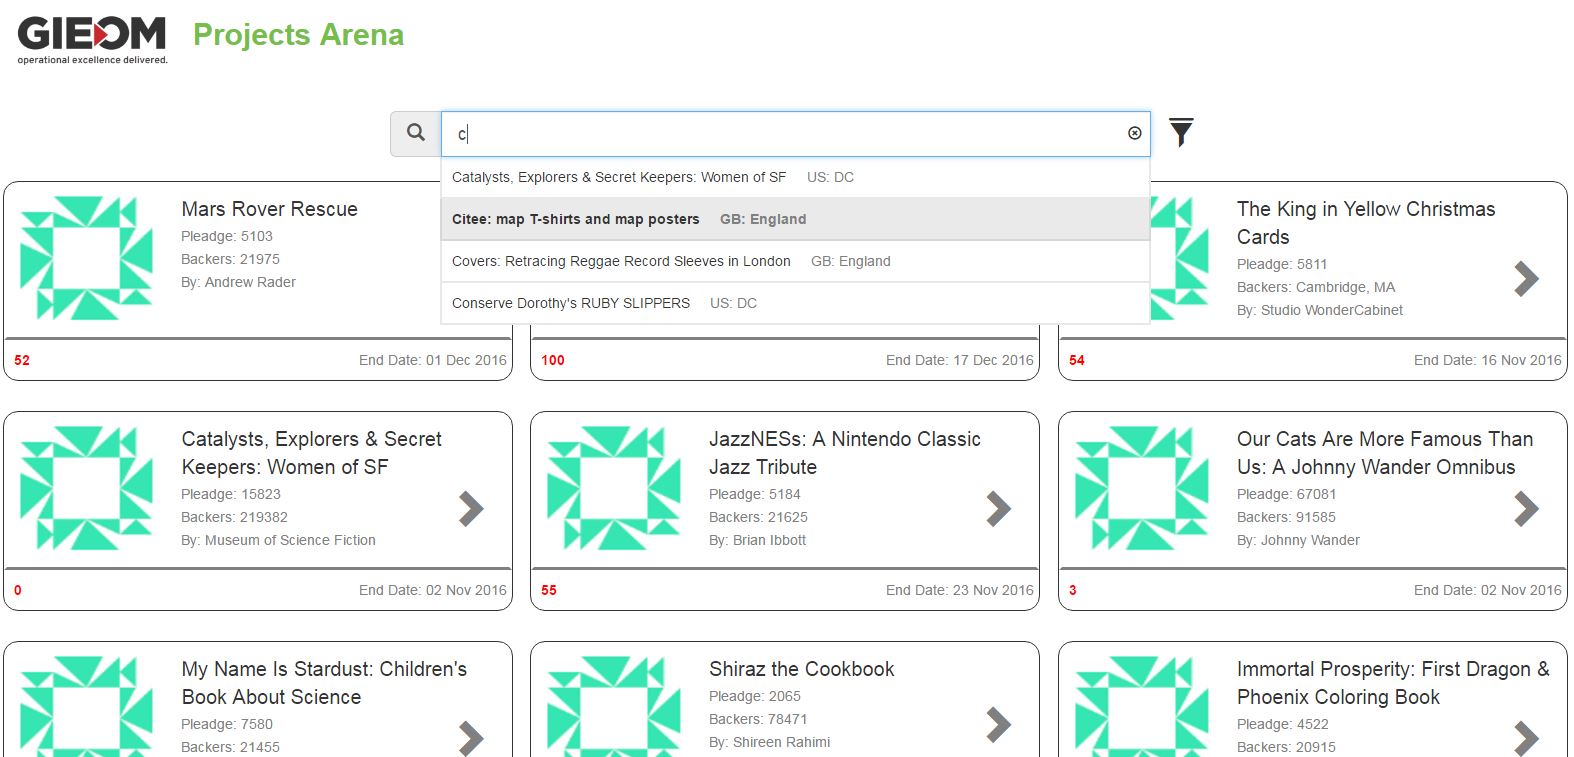 GIEOM
operational excellence delivered.
Projects Arena
c
Catalysts, Explorers & Secret Keepers: Women of SF US: DC
Citee: map T-shirts and map posters GB: England
Covers: Retracing Reggae Record Sleeves in London GB: England
Conserve Dorothy's RUBY SLIPPERS US: DC
Mars Rover Rescue
Pleadge: 5103
Backers: 21975
By: Andrew Rader
52 End Date: 01 Dec 2016
100 End Date: 17 Dec 2016
The King in Yellow Christmas
Cards
Pleadge: 5811
Backers: Cambridge, MA
By: Studio WonderCabinet
54 End Date: 16 Nov 2016
Catalysts, Explorers & Secret
Keepers: Women of SF
Pleadge: 15823
Backers: 219382
By: Museum of Science Fiction
0 End Date: 02 Nov 2016
JazzNESs: A Nintendo Classic
Jazz Tribute
Pleadge: 5184
Backers: 21625
By: Brian Ibbott
55 End Date: 23 Nov 2016
Our Cats Are More Famous Than
Us: A Johnny Wander Omnibus
Pleadge: 67081
Backers: 91585
By: Johnny Wander
3 End Date: 02 Nov 2016
My Name Is Stardust: Children's
Book About Science
Pleadge: 7580
Backers: 21455
Shiraz the Cookbook
Pleadge: 2065
Backers: 78471
By: Shireen Rahimi
Immortal Prosperity: First Dragon &
Phoenix Coloring Book
Pleadge: 4522
Backers: 20915